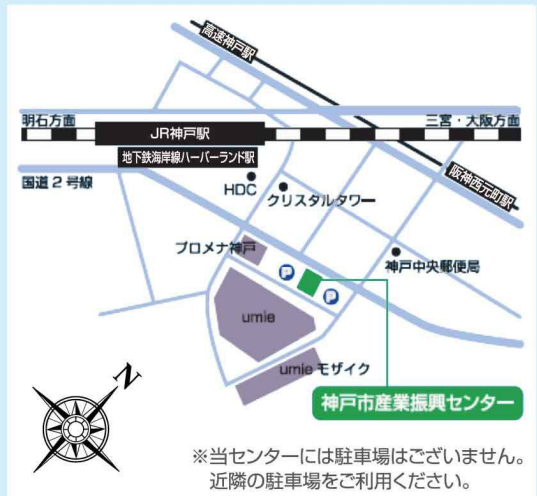 高速神戸駅
明石方面
三宮・大阪方面
JR神戸駅
地下鉄海岸線ハーバーランド駅
阪神西元町駅
国道2号線
HDC
クリスタルタワー
プロメナ神戸
神戸中央郵便局
P
P
umie
umieモザイク
神戸市産業振興センター
N
※当センターには駐車場はございません。
近隣の駐車場をご利用ください。